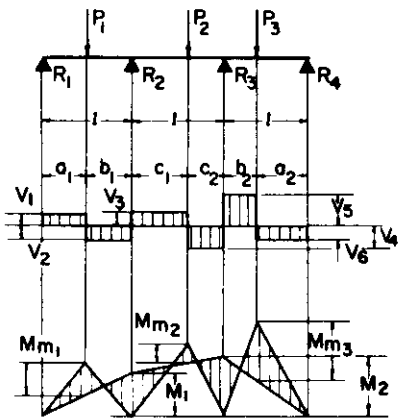 P₁ P₂ P₃
R₁ R₂ R₃ R₄
l l l
a₁ b₁ c₁ c₂ b₂ a₂
V₁ V₃ V₅
V₂ V₆ V₄
Mm₁ Mm₂ M₁ Mm₃ M₂